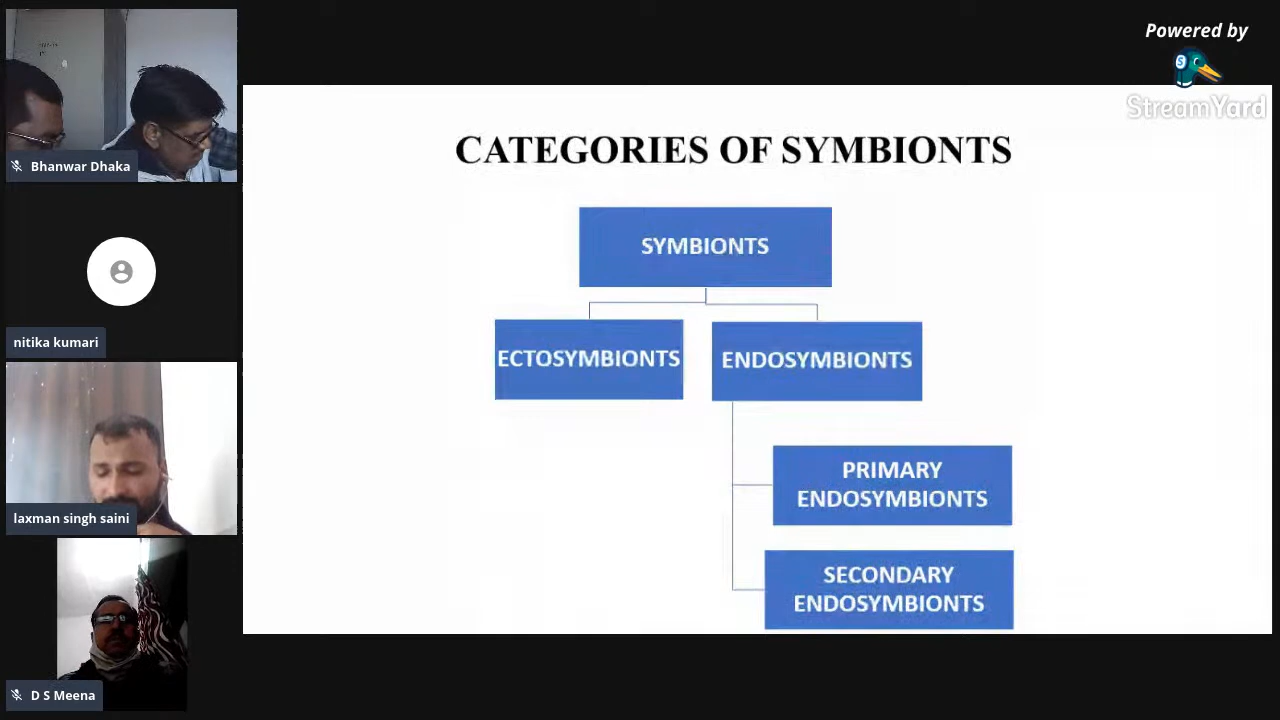 Powered by
StreamYard
Bhanwar Dhaka
nitika kumari
laxman singh saini
D S Meena
CATEGORIES OF SYMBIONTS
SYMBIONTS
ECTOSYMBIONTS
ENDOSYMBIONTS
PRIMARY
ENDOSYMBIONTS
SECONDARY
ENDOSYMBIONTS